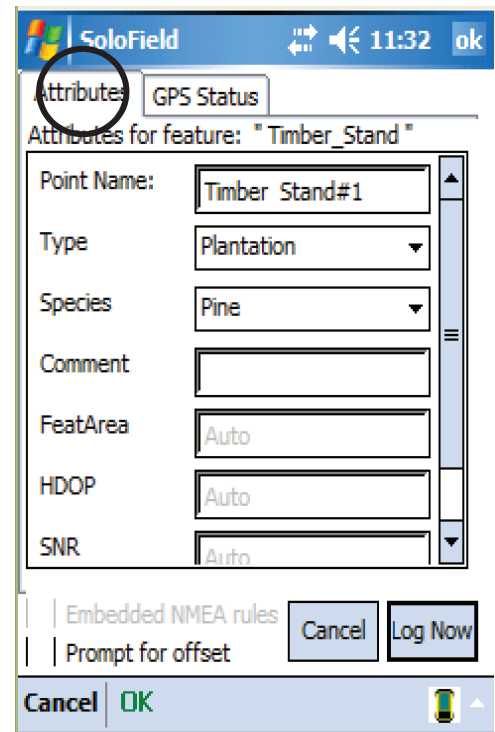 SoloField 11:32 ok
Attributes GPS Status
Attributes for feature: " Timber_Stand "
Point Name: Timber Stand#1
Type Plantation
Species Pine
Comment
FeatArea Auto
HDOP Auto
SNR Auto
Embedded NMEA rules
Prompt for offset
Cancel Log Now
Cancel OK